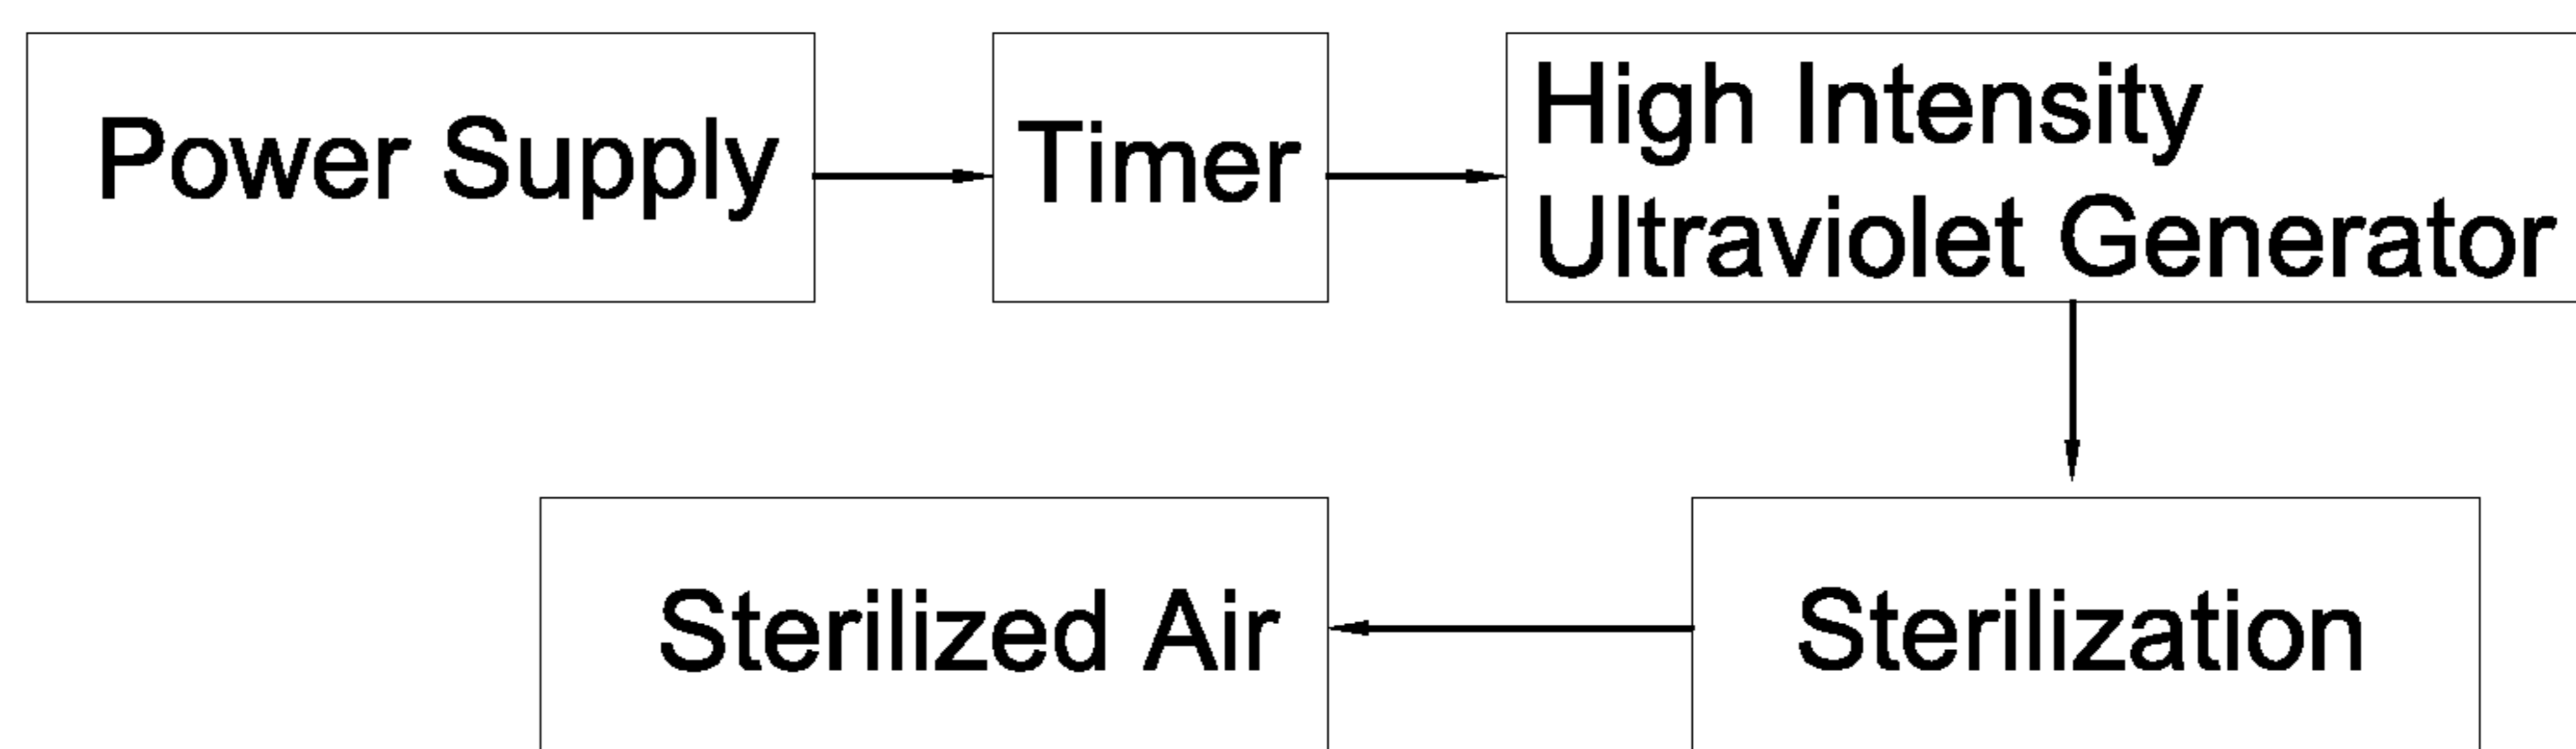 Power Supply
Timer
High Intensity
Ultraviolet Generator
Sterilization
Sterilized Air